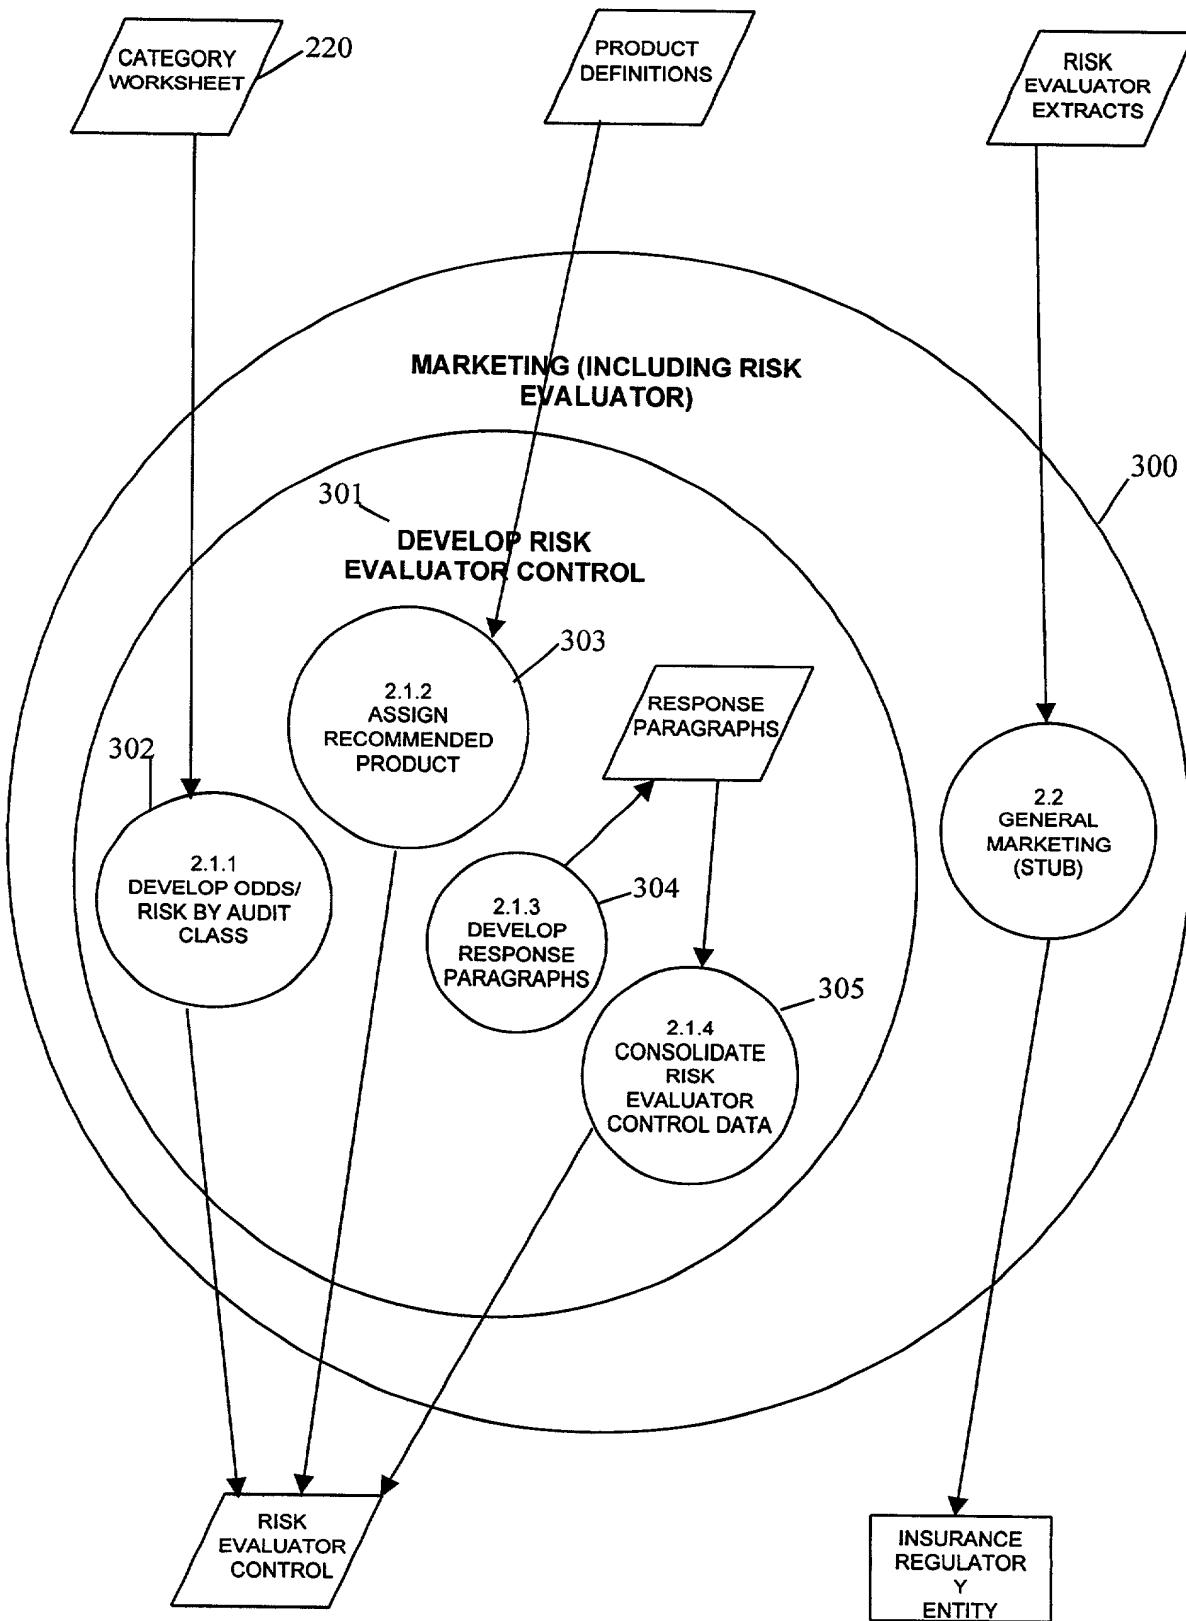 CATEGORY
WORKSHEET
220
PRODUCT
DEFINITIONS
RISK
EVALUATOR
EXTRACTS
MARKETING (INCLUDING RISK
EVALUATOR)
300
301
DEVELOP RISK
EVALUATOR CONTROL
303
2.1.2
ASSIGN
RECOMMENDED
PRODUCT
RESPONSE
PARAGRAPHS
302
2.1.1
DEVELOP ODDS/
RISK BY AUDIT
CLASS
2.2
GENERAL
MARKETING
(STUB)
304
2.1.3
DEVELOP
RESPONSE
PARAGRAPHS
305
2.1.4
CONSOLIDATE
RISK
EVALUATOR
CONTROL DATA
RISK
EVALUATOR
CONTROL
INSURANCE
REGULATOR
Y
ENTITY